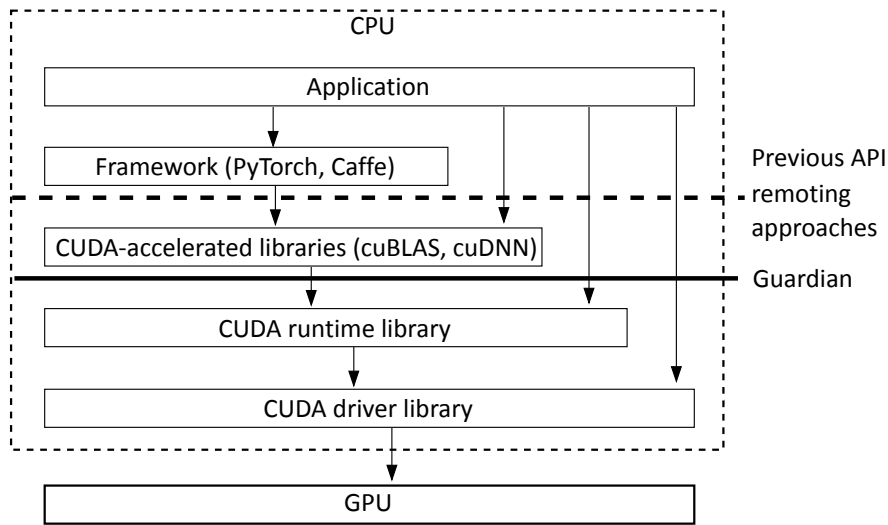 CPU
Application
Framework (PyTorch, Caffe)
Previous API
remoting
approaches
CUDA-accelerated libraries (cuBLAS, cuDNN)
Guardian
CUDA runtime library
CUDA driver library
GPU